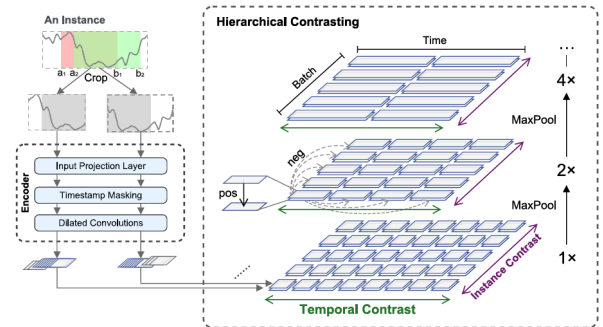 An Instance
a₁ a₂ b₁ b₂
Crop
Encoder
Input Projection Layer
Timestamp Masking
Dilated Convolutions
Hierarchical Contrasting
Time
Batch
...
4×
MaxPool
neg
pos
2×
MaxPool
1×
Instance Contrast
Temporal Contrast